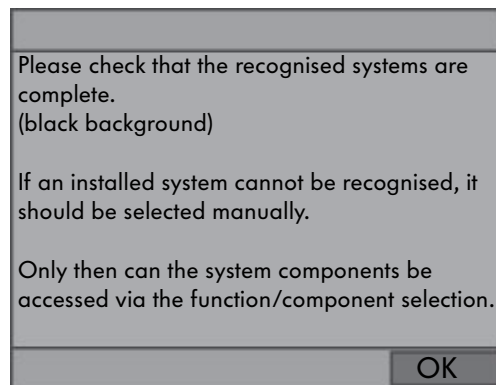 Please check that the recognised systems are
complete.
(black background)
If an installed system cannot be recognised, it
should be selected manually.
Only then can the system components be
accessed via the function/component selection.
OK